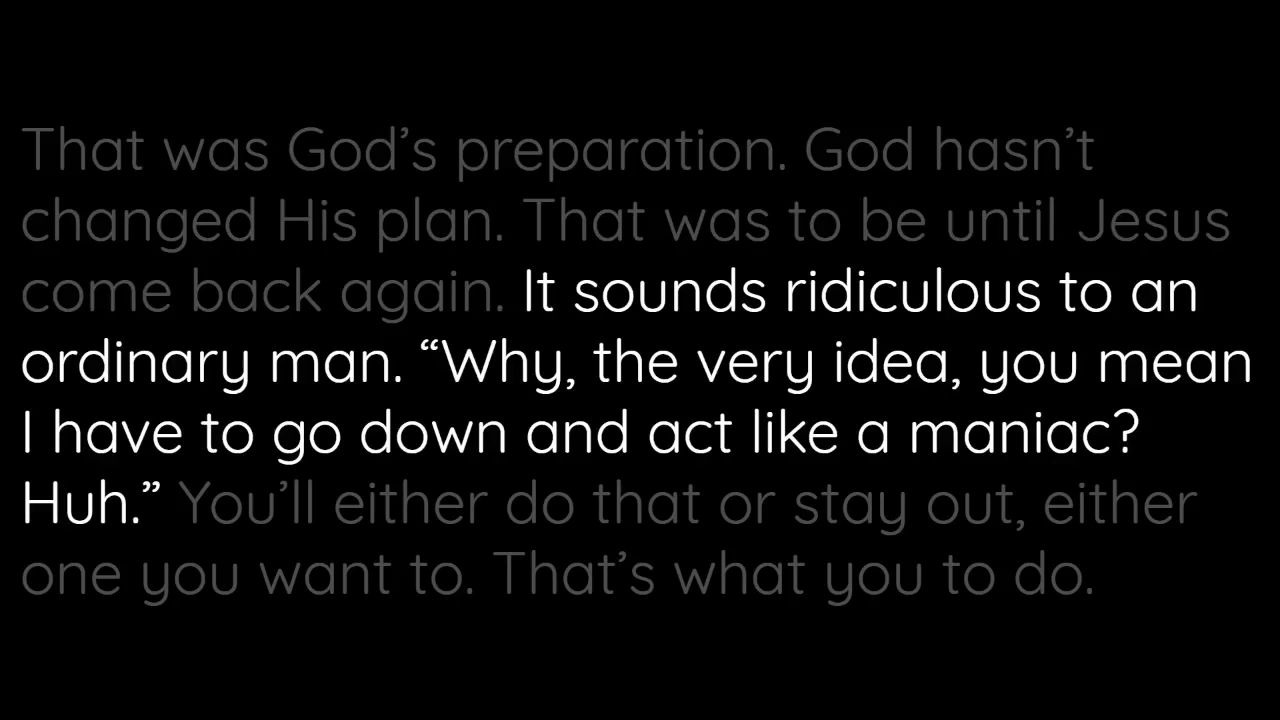 That was God’s preparation. God hasn’t
changed His plan. That was to be until Jesus
come back again. It sounds ridiculous to an
ordinary man. “Why, the very idea, you mean
I have to go down and act like a maniac?
Huh.” You’ll either do that or stay out, either
one you want to. That’s what you to do.